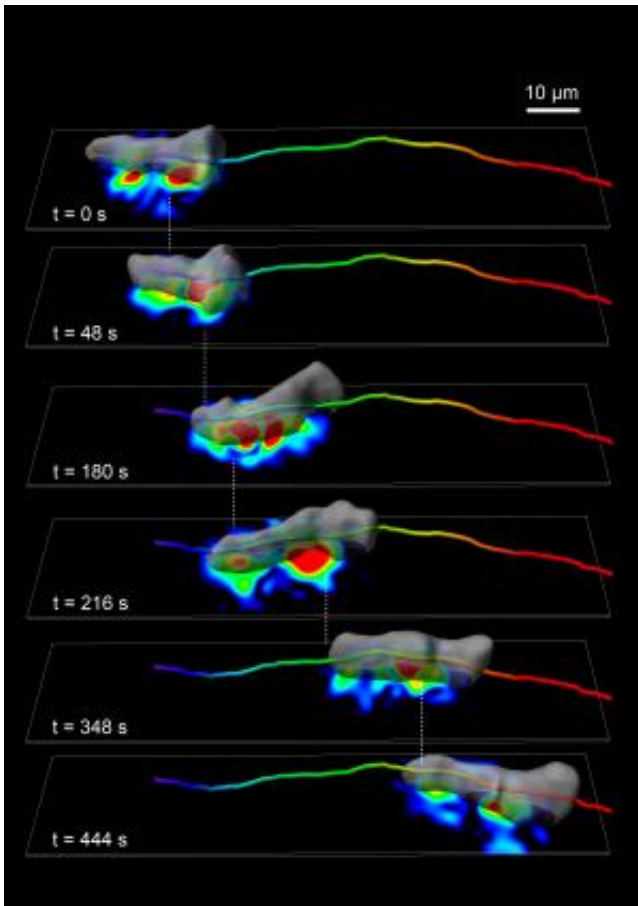 10 µm
t = 0 s
t = 48 s
t = 180 s
t = 216 s
t = 348 s
t = 444 s